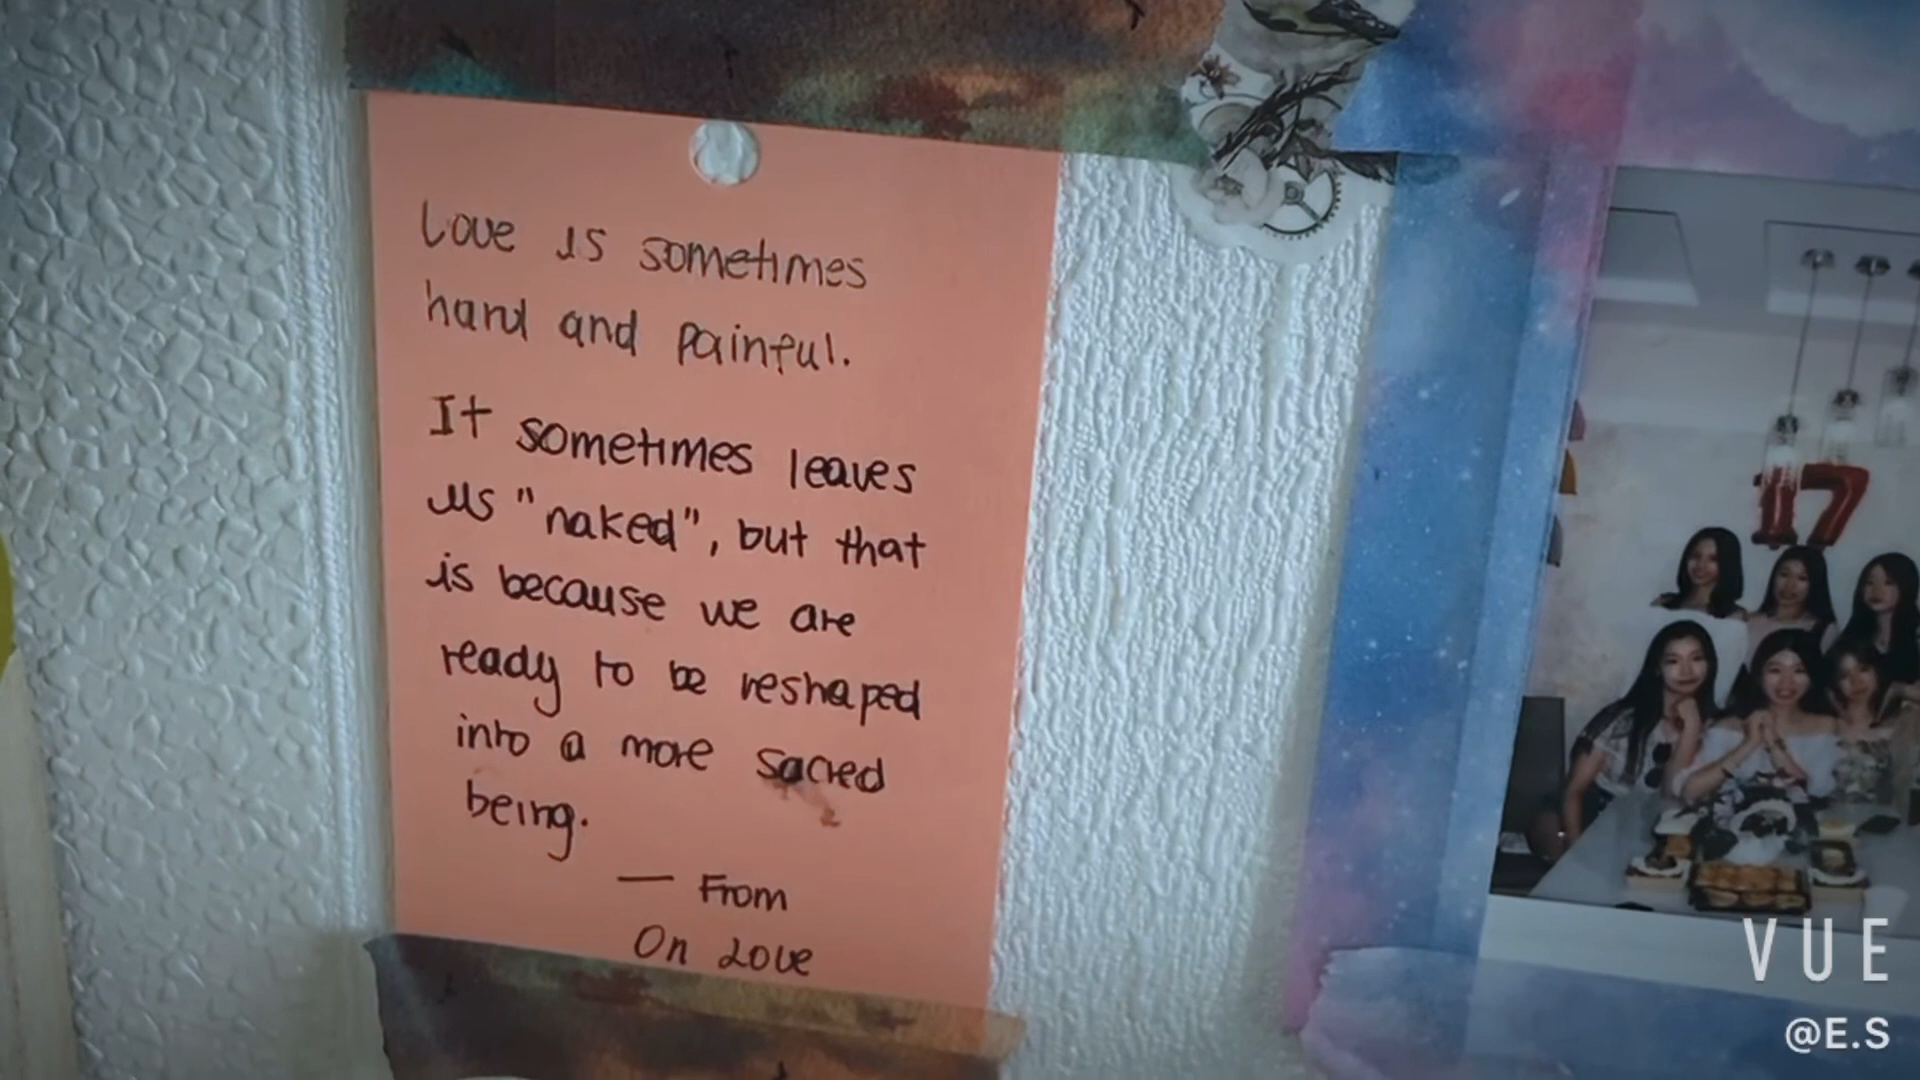 Love is sometimes
hard and painful.
It sometimes leaves
us "naked", but that
is because we are
ready to be reshaped
into a more sacred
being.
— From
On Love
17
VUE
@E.S